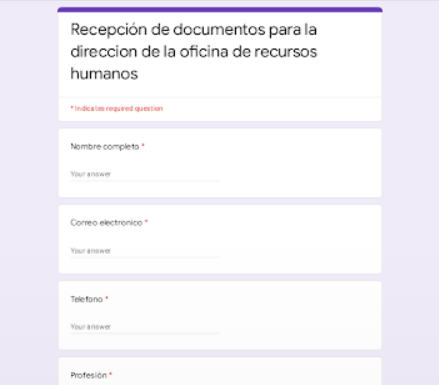 Recepción de documentos para la
direccion de la oficina de recursos
humanos
* Indicates required question
Nombre completo *
Your answer
Correo electronico *
Your answer
Telefono *
Your answer
Profesión *